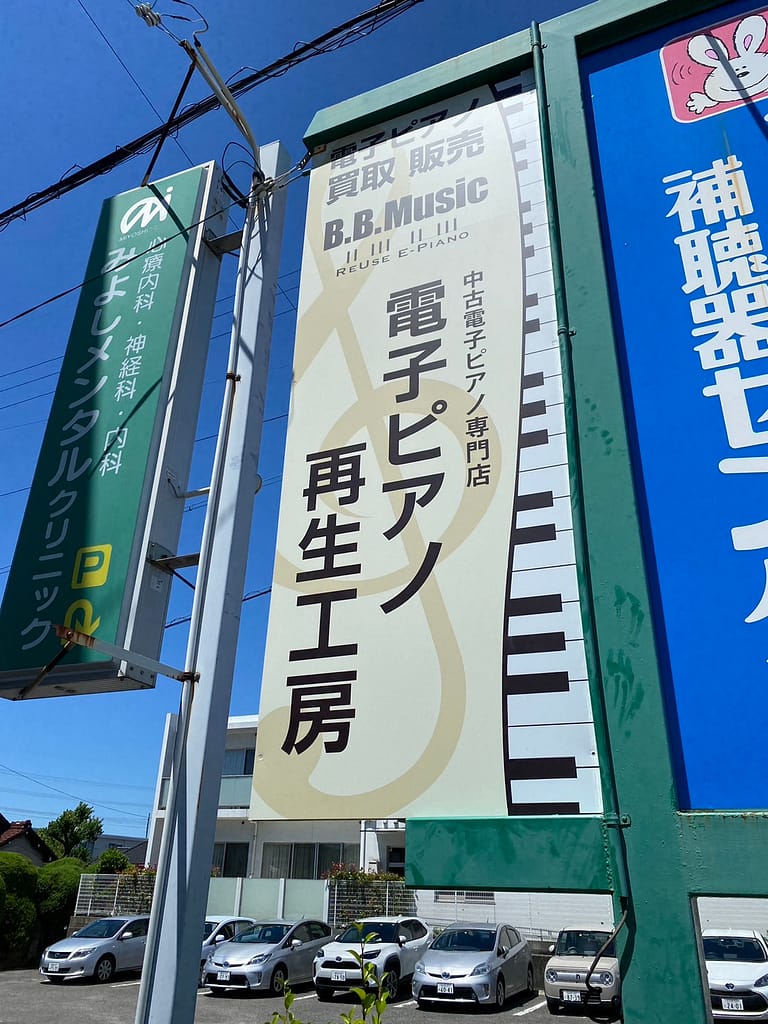 MIYOSHI
心療内科・神経科・内科
みよしメンタルクリニック
P
電子ピアノ
買取 販売
B.B.Music
REUSE E-PIANO
中古電子ピアノ専門店
電子ピアノ
再生工房
補聴器セン
24-01